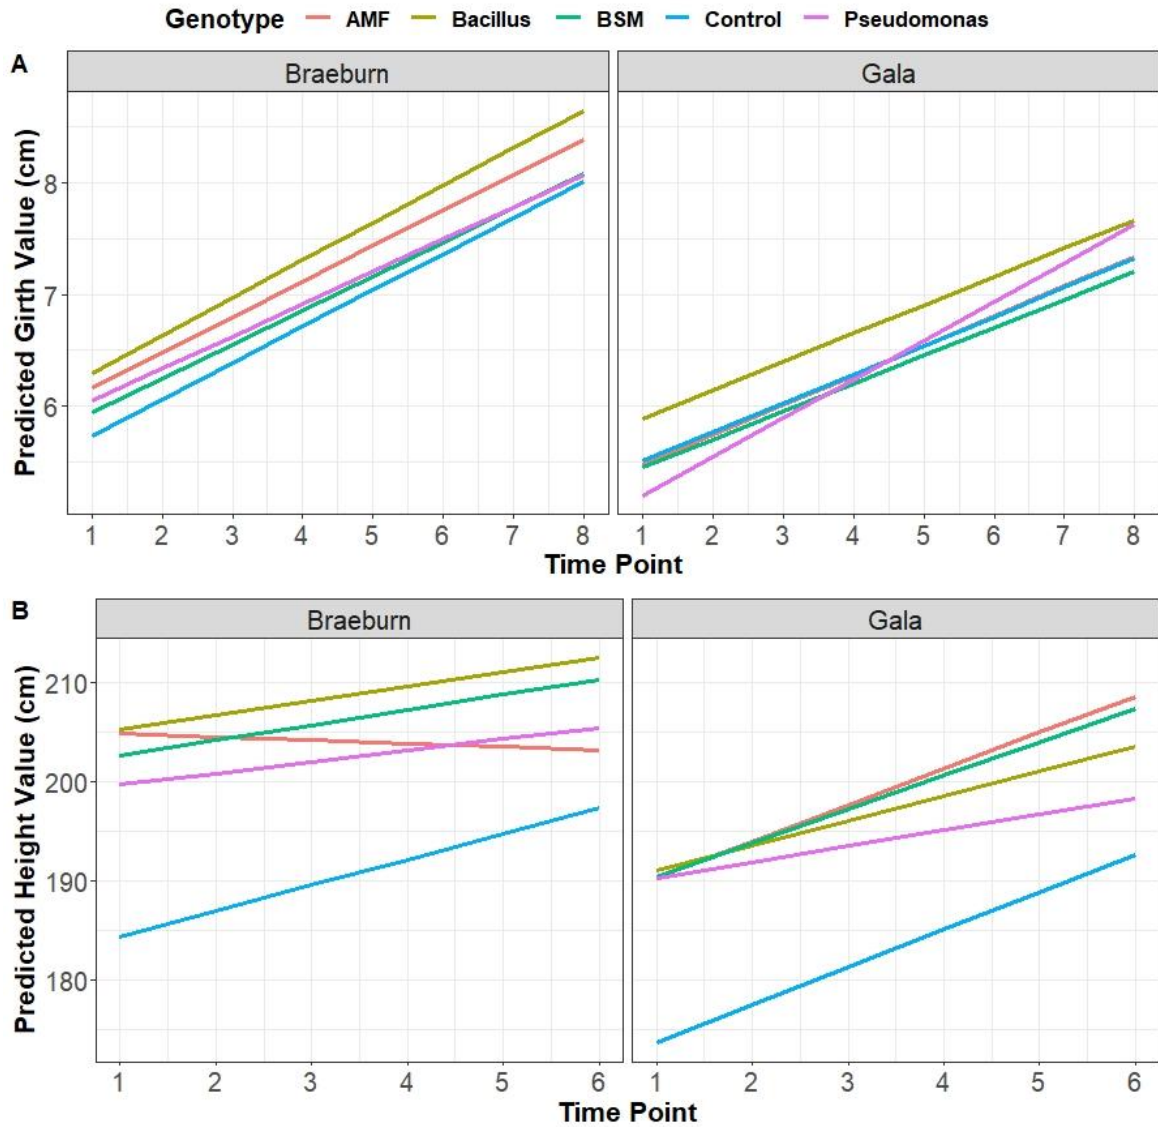 Genotype AMF Bacillus BSM Control Pseudomonas
A
Braeburn Gala
Predicted Girth Value (cm)
8
7
6
1 2 3 4 5 6 7 8 1 2 3 4 5 6 7 8
Time Point
B
Braeburn Gala
Predicted Height Value (cm)
210
200
190
180
1 2 3 4 5 6 1 2 3 4 5 6
Time Point